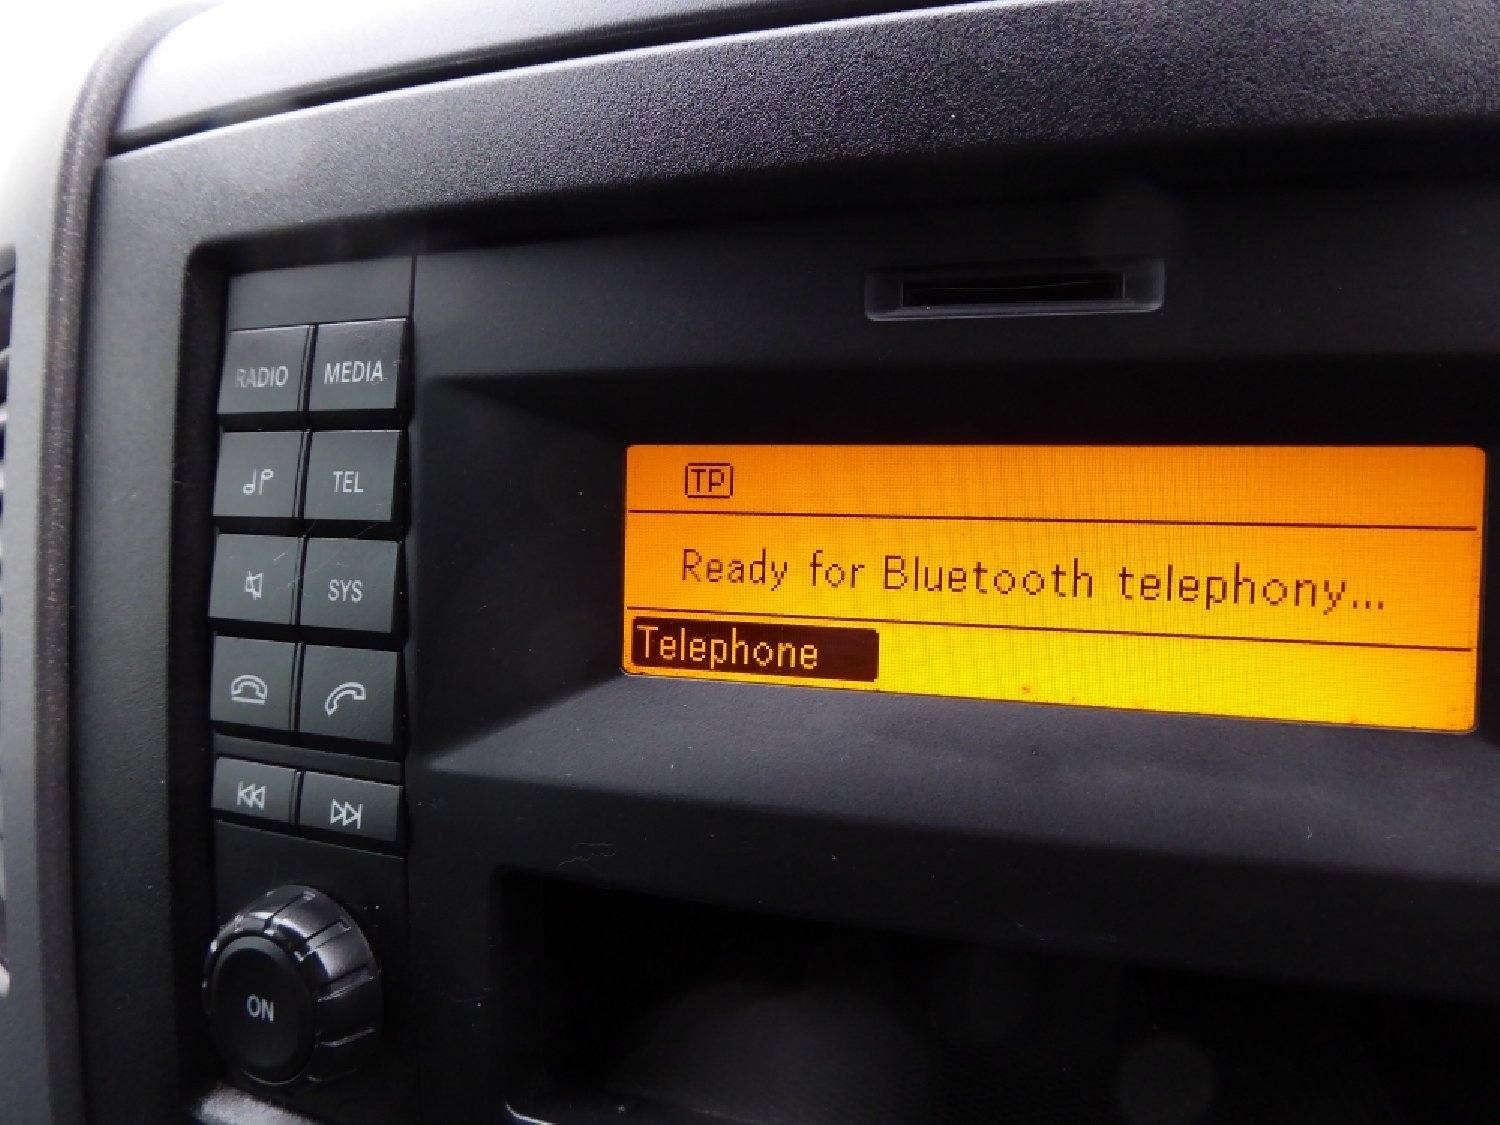 RADIO MEDIA
TEL
SYS
ON
TP
Ready for Bluetooth telephony...
Telephone